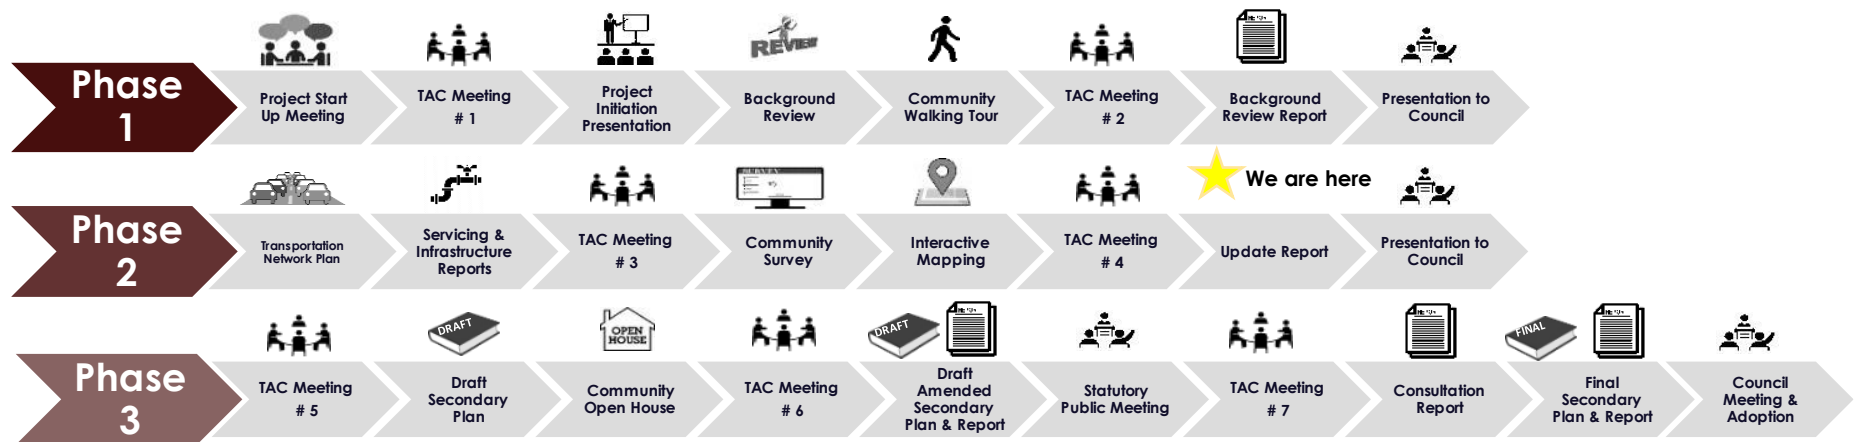 REVIEW
Phase
1
Project Start
Up Meeting
TAC Meeting
# 1
Project
Initiation
Presentation
Background
Review
Community
Walking Tour
TAC Meeting
# 2
Background
Review Report
Presentation to
Council
SURVEY
We are here
Phase
2
Transportation
Network Plan
Servicing &
Infrastructure
Reports
TAC Meeting
# 3
Community
Survey
Interactive
Mapping
TAC Meeting
# 4
Update Report
Presentation to
Council
DRAFT
OPEN
HOUSE
DRAFT
FINAL
Phase
3
TAC Meeting
# 5
Draft
Secondary
Plan
Community
Open House
TAC Meeting
# 6
Draft
Amended
Secondary
Plan & Report
Statutory
Public Meeting
TAC Meeting
# 7
Consultation
Report
Final
Secondary
Plan & Report
Council
Meeting &
Adoption